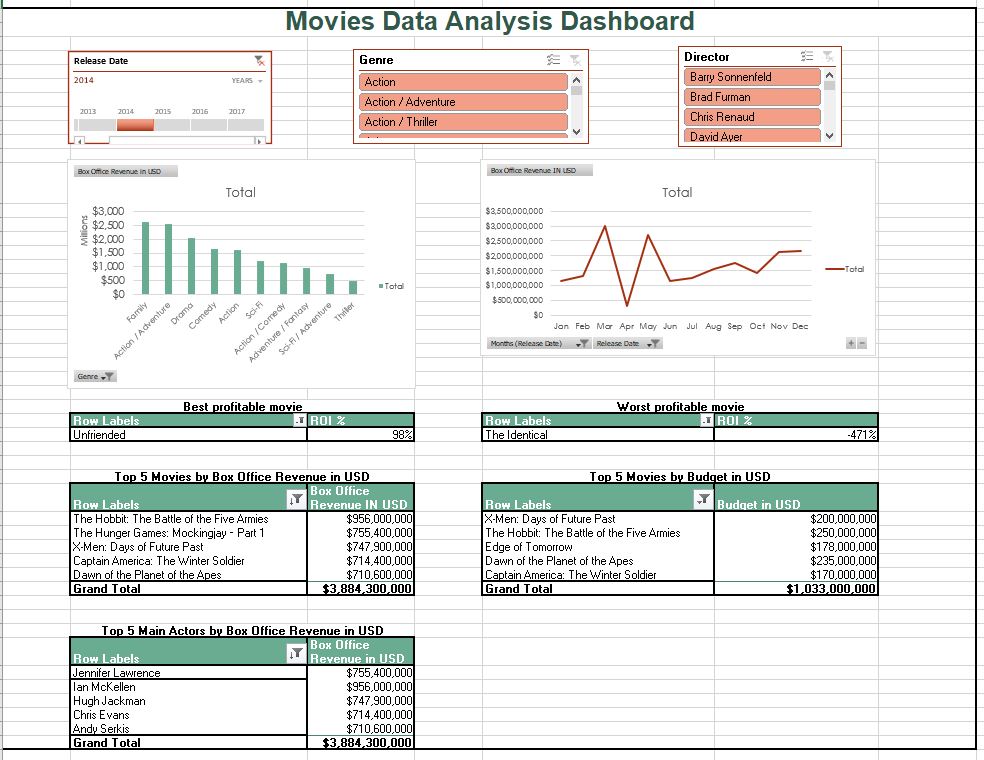 Movies Data Analysis Dashboard
Release Date
2014 YEARS
2013 2014 2015 2016 2017
Genre
Action
Action / Adventure
Action / Thriller
Director
Barry Sonnenfeld
Brad Furman
Chris Renaud
David Ayer
Box Office Revenue in USD
Total
Millions
$3,000
$2,500
$2,000
$1,500
$1,000
$500
$0
Family
Action / Adventure
Drama
Comedy
Action
Sci-Fi
Action / Comedy
Adventure / Fantasy
Sci-Fi / Adventure
Thriller
Total
Genre
Box Office Revenue IN USD
Total
$3,500,000,000
$3,000,000,000
$2,500,000,000
$2,000,000,000
$1,500,000,000
$1,000,000,000
$500,000,000
$0
Jan Feb Mar Apr May Jun Jul Aug Sep Oct Nov Dec
Total
Months (Release Date) Release Date
Best profitable movie
Row Labels ROI %
Unfriended 98%
Worst profitable movie
Row Labels ROI %
The Identical -471%
Top 5 Movies by Box Office Revenue in USD
Row Labels Box Office Revenue IN USD
The Hobbit: The Battle of the Five Armies $956,000,000
The Hunger Games: Mockingjay - Part 1 $755,400,000
X-Men: Days of Future Past $747,900,000
Captain America: The Winter Soldier $714,400,000
Dawn of the Planet of the Apes $710,600,000
Grand Total $3,884,300,000
Top 5 Movies by Budget in USD
Row Labels Budget in USD
X-Men: Days of Future Past $200,000,000
The Hobbit: The Battle of the Five Armies $250,000,000
Edge of Tomorrow $178,000,000
Dawn of the Planet of the Apes $235,000,000
Captain America: The Winter Soldier $170,000,000
Grand Total $1,033,000,000
Top 5 Main Actors by Box Office Revenue in USD
Row Labels Box Office Revenue in USD
Jennifer Lawrence $755,400,000
Ian McKellen $956,000,000
Hugh Jackman $747,900,000
Chris Evans $714,400,000
Andy Serkis $710,600,000
Grand Total $3,884,300,000